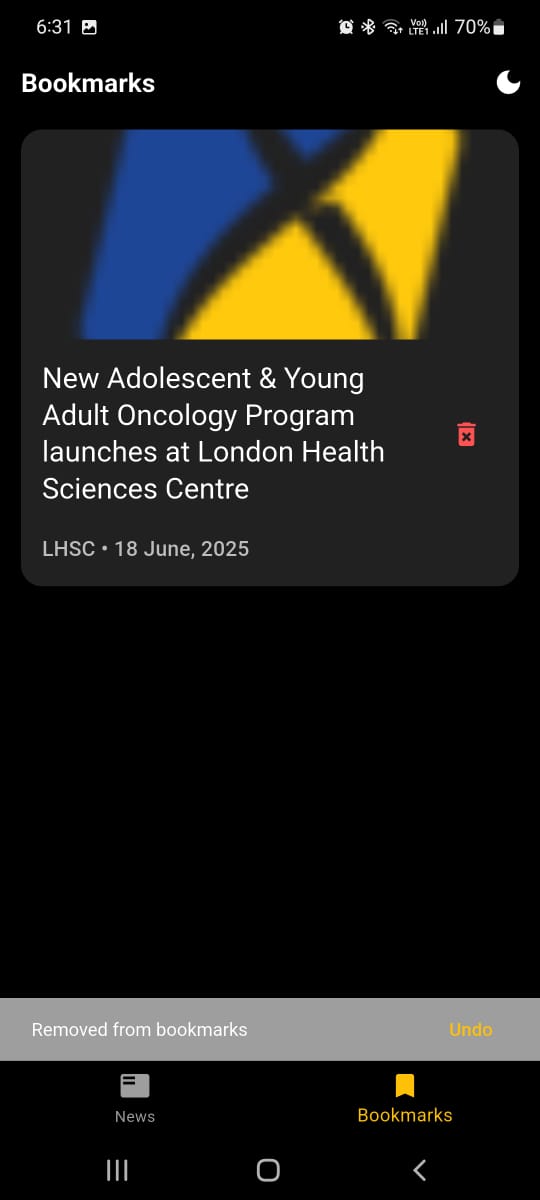 6:31 Vo)) LTE1 70%
Bookmarks
New Adolescent & Young
Adult Oncology Program
launches at London Health
Sciences Centre
LHSC • 18 June, 2025
Removed from bookmarks Undo
News Bookmarks